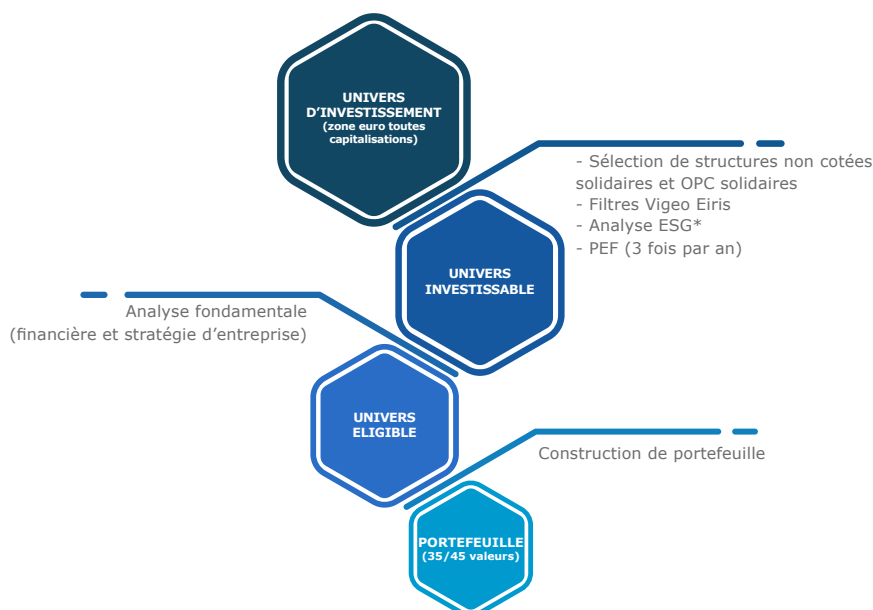 UNIVERS
D'INVESTISSEMENT
(zone euro toutes
capitalisations)
- Sélection de structures non cotées
solidaires et OPC solidaires
- Filtres Vigeo Eiris
- Analyse ESG*
- PEF (3 fois par an)
UNIVERS
INVESTISSABLE
Analyse fondamentale
(financière et stratégie d'entreprise)
UNIVERS
ELIGIBLE
Construction de portefeuille
PORTEFEUILLE
(35/45 valeurs)